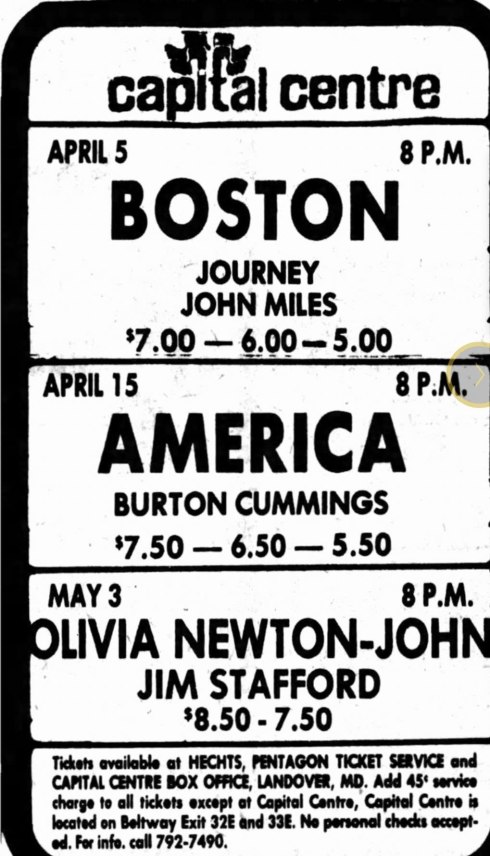 capital centre
APRIL 5 8 P.M.
BOSTON
JOURNEY
JOHN MILES
$7.00 — 6.00 — 5.00
APRIL 15 8 P.M.
AMERICA
BURTON CUMMINGS
$7.50 — 6.50 — 5.50
MAY 3 8 P.M.
OLIVIA NEWTON-JOHN
JIM STAFFORD
$8.50 - 7.50
Tickets available at HECHTS, PENTAGON TICKET SERVICE and
CAPITAL CENTRE BOX OFFICE, LANDOVER, MD. Add 45¢ service
charge to all tickets except at Capital Centre, Capital Centre is
located on Beltway Exit 32E and 33E. No personal checks accept-
ed. For info. call 792-7490.